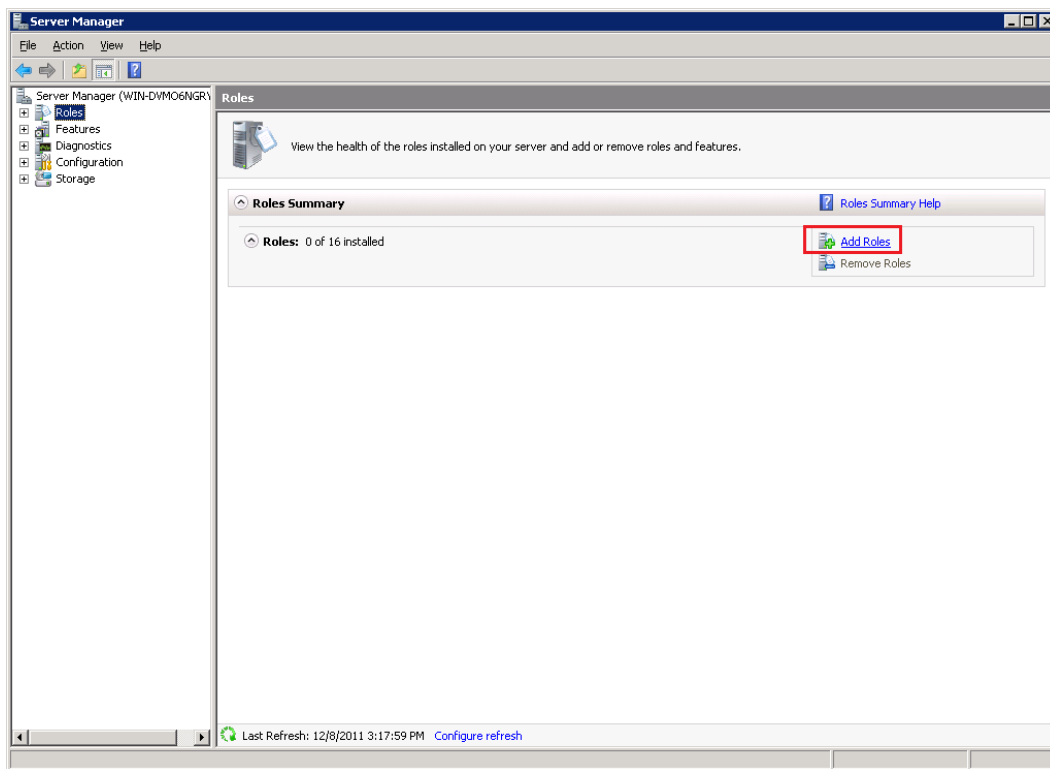 Server Manager
File Action View Help
Server Manager (WIN-DVMO6NGRY
Roles
Features
Diagnostics
Configuration
Storage
Roles
View the health of the roles installed on your server and add or remove roles and features.
Roles Summary
Roles Summary Help
Roles: 0 of 16 installed
Add Roles
Remove Roles
Last Refresh: 12/8/2011 3:17:59 PM Configure refresh